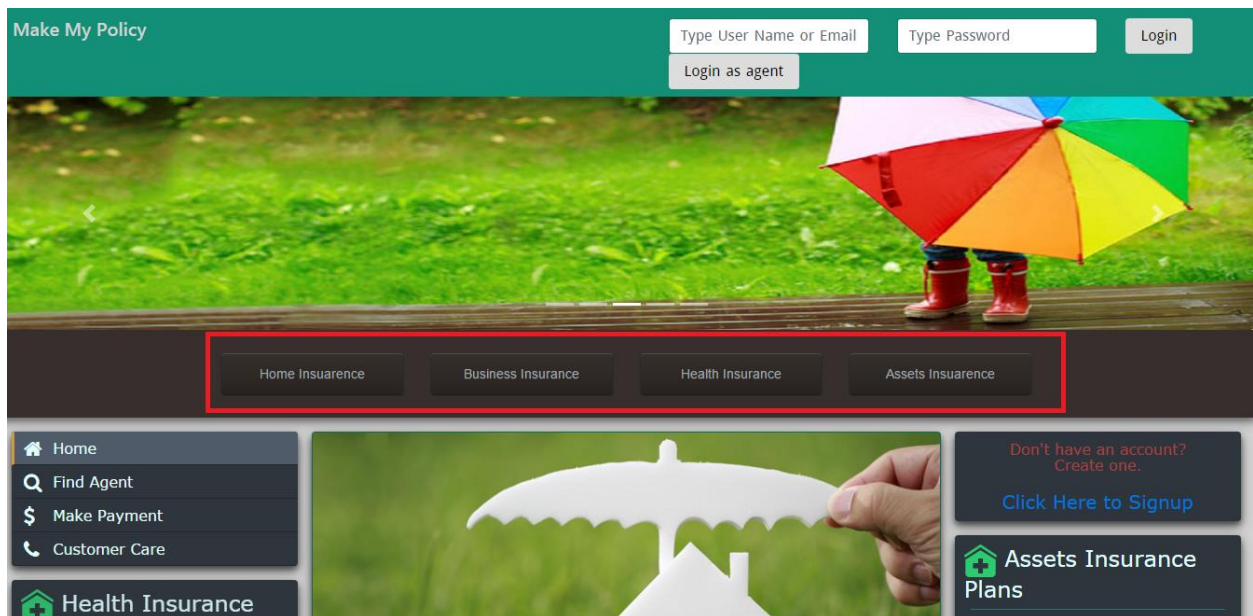 Make My Policy
Type User Name or Email
Type Password
Login
Login as agent
Home Insuarence
Business Insurance
Health Insurance
Assets Insuarence
Home
Find Agent
$ Make Payment
Customer Care
Health Insurance
Don't have an account?
Create one.
Click Here to Signup
Assets Insurance
Plans